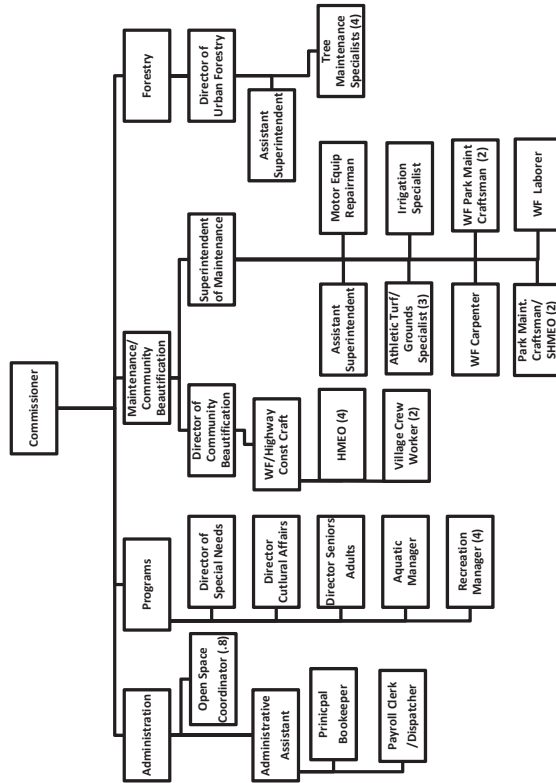 Commissioner
Administration
Open Space
Coordinator (.8)
Administrative
Assistant
Prinicpal
Bookeeper
Payroll Clerk
/Dispatcher
Programs
Director of
Special Needs
Director
Cutlural Affairs
Director Seniors
Adults
Aquatic
Manager
Recreation
Manager (4)
Maintenance/
Community
Beautification
Director of
Community
Beautification
WF/Highway
Const Craft
HMEO (4)
Village Crew
Worker (2)
Superintendent
of Maintenance
Assistant
Superintendent
Motor Equip
Repairman
Athletic Turf/
Grounds
Specialist (3)
Irrigation
Specialist
WF Carpenter
WF Park Maint
Craftsman (2)
Park Maint.
Craftsman/
SHMEO (2)
WF Laborer
Forestry
Director of
Urban Forestry
Assistant
Superintendent
Tree
Maintenance
Specialists (4)